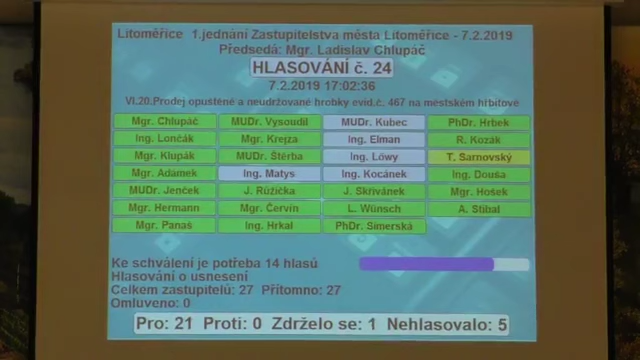 Litoměřice 1.jednání Zastupitelstva města Litoměřice - 7.2.2019
Předsedá: Mgr. Ladislav Chlupáč
HLASOVÁNÍ č. 24
7.2.2019 17:02:36
VI.20.Prodej opuštěné a neudržované hrobky evid.č. 467 na městském hřbitově
Mgr. Chlupáč MUDr. Vysoudil MUDr. Kubec PhDr. Hrbek
Ing. Lončák Mgr. Krejza Ing. Elman R. Kozák
Mgr. Klupák MUDr. Štěrba Ing. Löwy T. Sarnovský
Mgr. Adámek Ing. Matys Ing. Kocánek Ing. Douša
MUDr. Jenček J. Růžička J. Skřivánek Mgr. Hošek
Mgr. Hermann Mgr. Červín L. Wünsch A. Štíbal
Mgr. Panaš Ing. Hrkal PhDr. Šimerská
Ke schválení je potřeba 14 hlasů
Hlasování o usnesení
Celkem zastupitelů: 27 Přítomno: 27
Omluveno: 0
Pro: 21 Proti: 0 Zdrželo se: 1 Nehlasovalo: 5